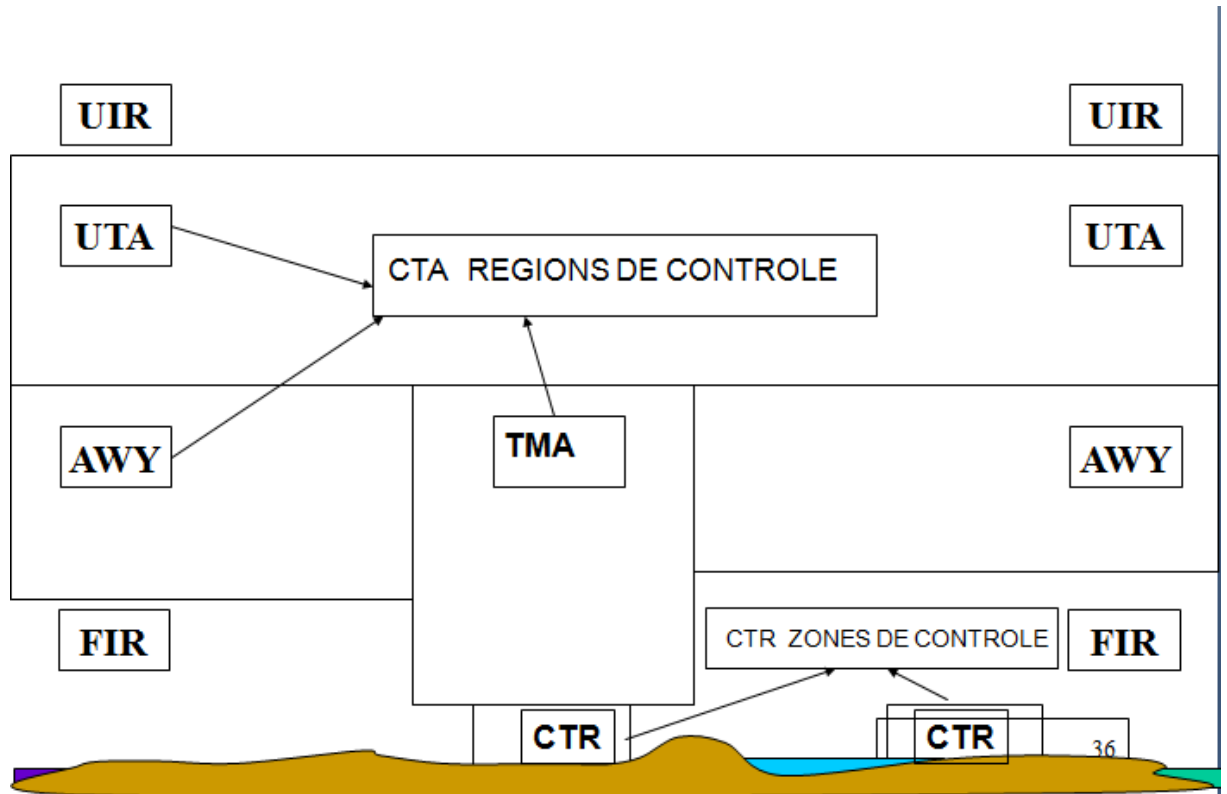 UIR UIR
UTA UTA
CTA REGIONS DE CONTROLE
AWY TMA AWY
FIR CTR ZONES DE CONTROLE FIR
CTR CTR 36